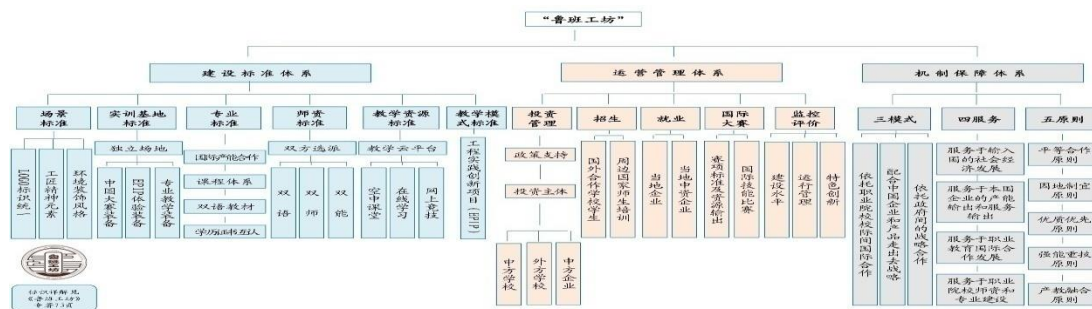 “鲁班工坊”
建设标准体系
运营管理体系
机制保障体系
场景
标准
实训基地
标准
专业
标准
师资
标准
教学资源
标准
教学模
式标准
投资
管理
招生
就业
国际
大赛
监控
评价
三模式
四服务
五原则
LOGO标识统一
工匠精神元素
环境装饰风格
独立场地
中国大赛装备
EPIP体验装备
专业教学装备
国际产能合作
课程体系
双语教材
学历证书互认
双方选派
双语
双师
双能
教学云平台
空中课堂
在线学习
网上竞技
工程实践创新项目(EPIP)
政策支持
投资主体
中方学校
外方学校
中方企业
国外合作学校学生
周边国家师生培训
当地企业
当地中资企业
赛项标准及资源输出
国际技能比赛
建设水平
运行管理
特色创新
依托职业院校校际间国际合作
配合中国企业和产品走出去战略
依托政府间的战略合作
服务于输入
国的社会经
济发展
服务于本国
企业的产能
输出和服务
输出
服务于职业
教育国际合
作发展
服务于职业
院校师资和
专业建设
平等合作
原则
因地制宜
原则
优质优先
原则
强能重技
原则
产教融合
原则
鲁班工坊
标识详解见
《鲁班工坊》